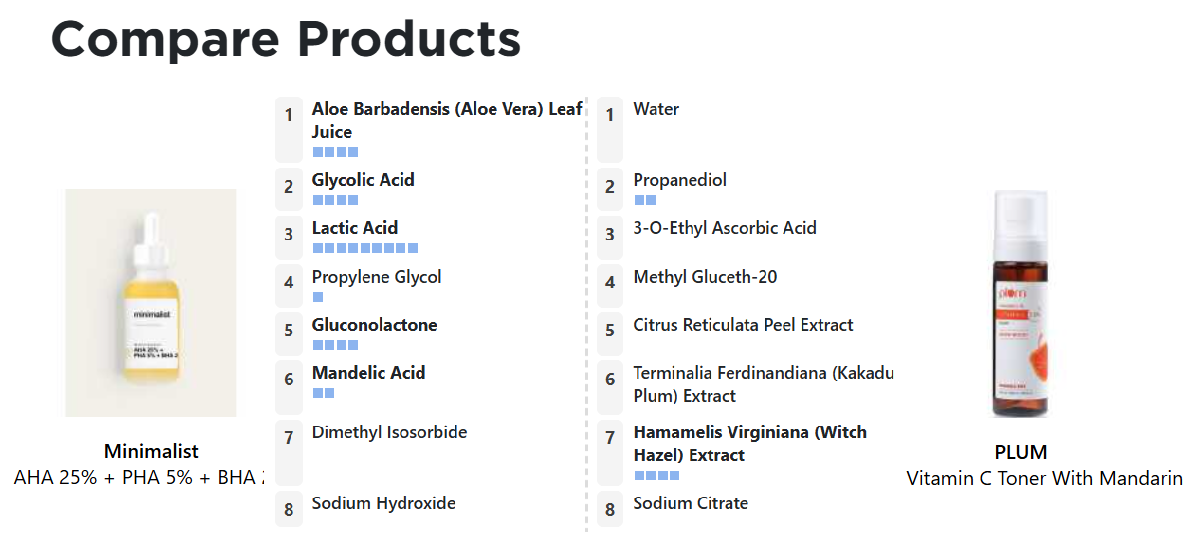 Compare Products
1
Aloe Barbadensis (Aloe Vera) Leaf
Juice
2
Glycolic Acid
3
Lactic Acid
4
Propylene Glycol
5
Gluconolactone
6
Mandelic Acid
7
Dimethyl Isosorbide
8
Sodium Hydroxide
1
Water
2
Propanediol
3
3-O-Ethyl Ascorbic Acid
4
Methyl Gluceth-20
5
Citrus Reticulata Peel Extract
6
Terminalia Ferdinandiana (Kakadu
Plum) Extract
7
Hamamelis Virginiana (Witch
Hazel) Extract
8
Sodium Citrate
minimalist
AHA 25% +
PHA 5% + BHA 2
Minimalist
AHA 25% + PHA 5% + BHA
plum
PLUM
Vitamin C Toner With Mandarin